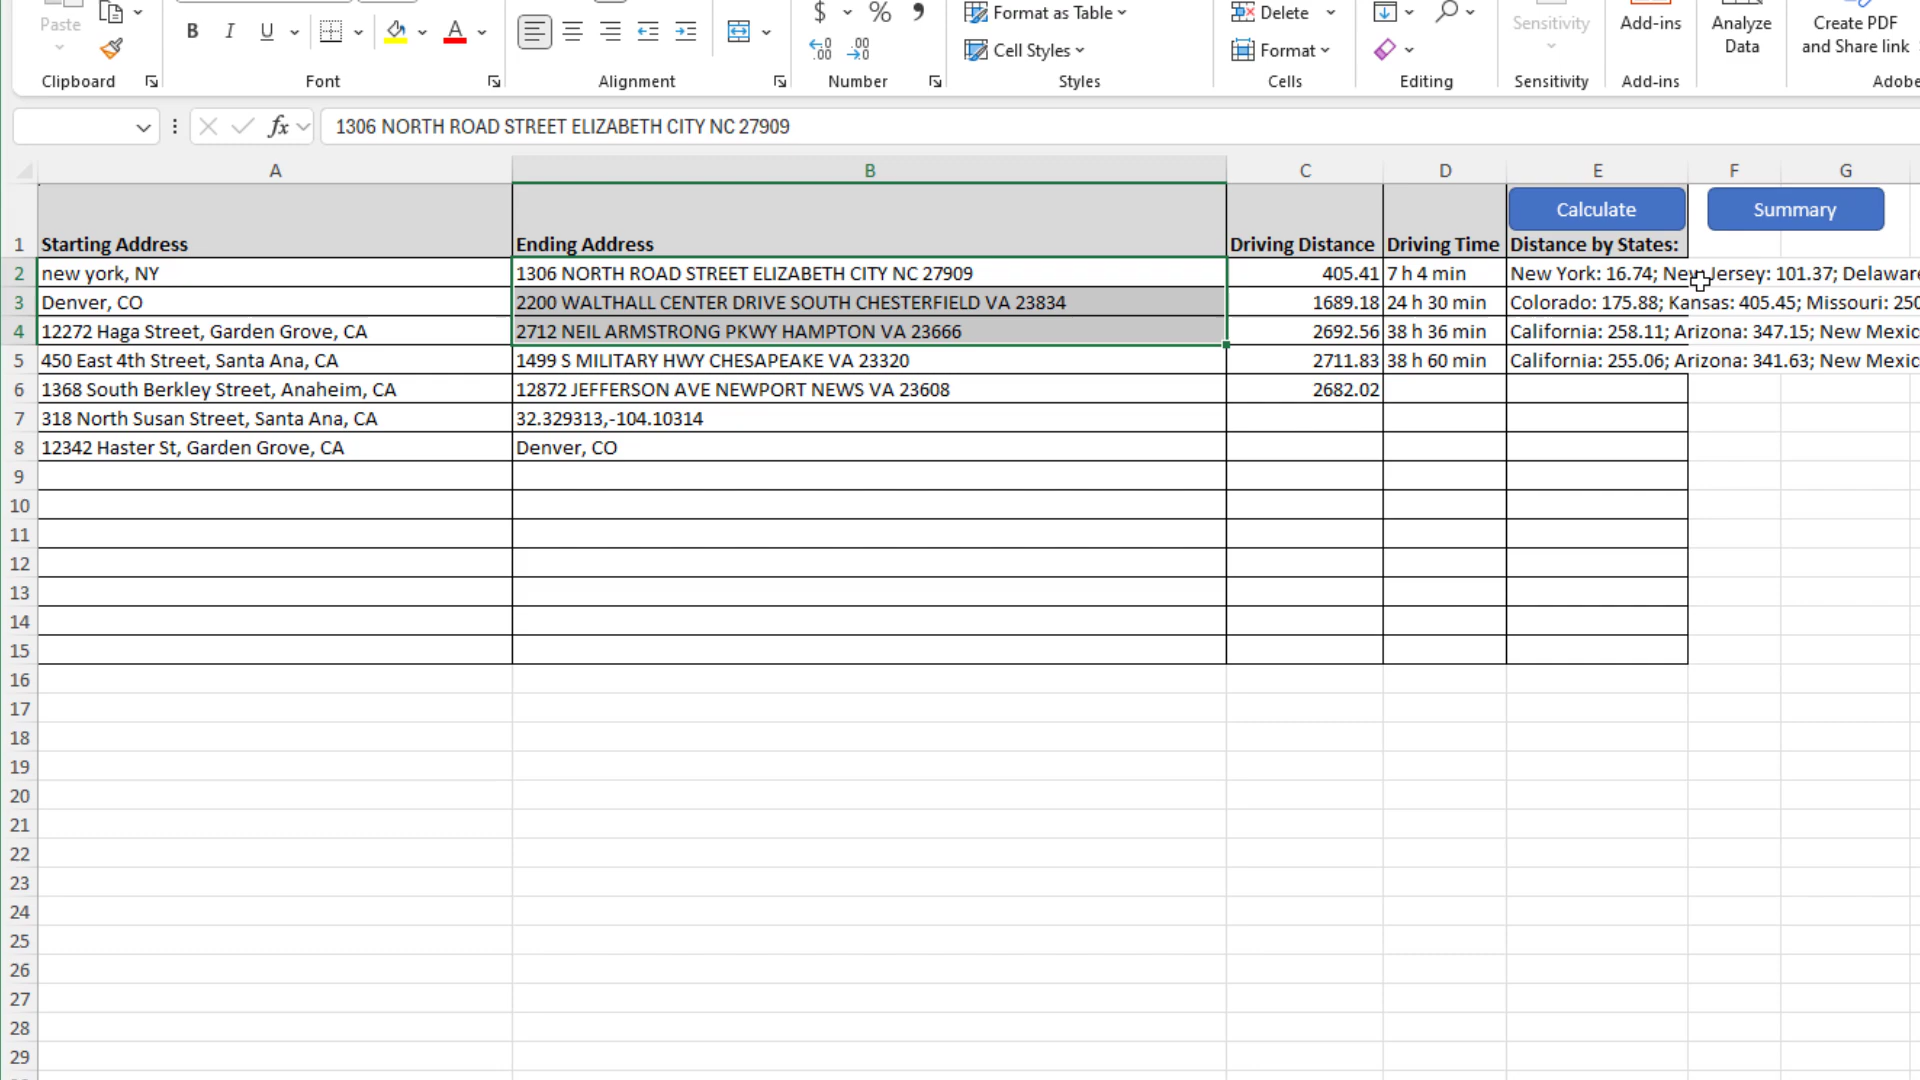 Paste
B I U A
$ % 9
Format as Table
Cell Styles
Delete
Format
Sensitivity
Add-ins
Analyze
Data
Create PDF
and Share link
Clipboard Font Alignment Number Styles Cells Editing Sensitivity Add-ins Adobe
fx 1306 NORTH ROAD STREET ELIZABETH CITY NC 27909
A B C D E F G
Calculate Summary
1 Starting Address Ending Address Driving Distance Driving Time Distance by States:
2 new york, NY 1306 NORTH ROAD STREET ELIZABETH CITY NC 27909 405.41 7 h 4 min New York: 16.74; New Jersey: 101.37; Delaware
3 Denver, CO 2200 WALTHALL CENTER DRIVE SOUTH CHESTERFIELD VA 23834 1689.18 24 h 30 min Colorado: 175.88; Kansas: 405.45; Missouri: 250
4 12272 Haga Street, Garden Grove, CA 2712 NEIL ARMSTRONG PKWY HAMPTON VA 23666 2692.56 38 h 36 min California: 258.11; Arizona: 347.15; New Mexic
5 450 East 4th Street, Santa Ana, CA 1499 S MILITARY HWY CHESAPEAKE VA 23320 2711.83 38 h 60 min California: 255.06; Arizona: 341.63; New Mexic
6 1368 South Berkley Street, Anaheim, CA 12872 JEFFERSON AVE NEWPORT NEWS VA 23608 2682.02
7 318 North Susan Street, Santa Ana, CA 32.329313,-104.10314
8 12342 Haster St, Garden Grove, CA Denver, CO
9
10
11
12
13
14
15
16
17
18
19
20
21
22
23
24
25
26
27
28
29